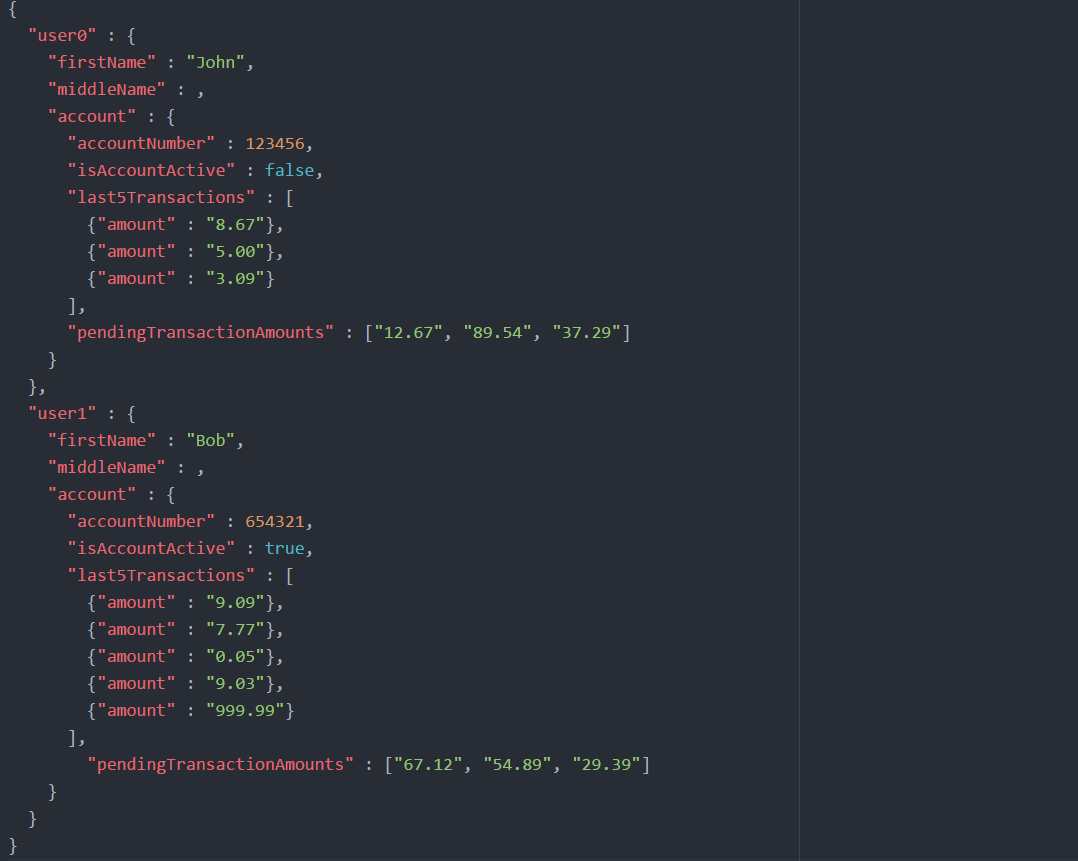 {
  "user0" : {
    "firstName" : "John",
    "middleName" : ,
    "account" : {
      "accountNumber" : 123456,
      "isAccountActive" : false,
      "last5Transactions" : [
        {"amount" : "8.67"},
        {"amount" : "5.00"},
        {"amount" : "3.09"}
      ],
      "pendingTransactionAmounts" : ["12.67", "89.54", "37.29"]
    }
  },
  "user1" : {
    "firstName" : "Bob",
    "middleName" : ,
    "account" : {
      "accountNumber" : 654321,
      "isAccountActive" : true,
      "last5Transactions" : [
        {"amount" : "9.09"},
        {"amount" : "7.77"},
        {"amount" : "0.05"},
        {"amount" : "9.03"},
        {"amount" : "999.99"}
      ],
        "pendingTransactionAmounts" : ["67.12", "54.89", "29.39"]
    }
  }
}